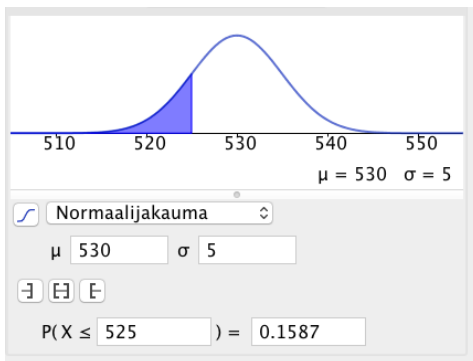 510 520 530 540 550
μ = 530 σ = 5
Normaalijakauma
μ 530 σ 5
P( X ≤ 525 ) = 0.1587